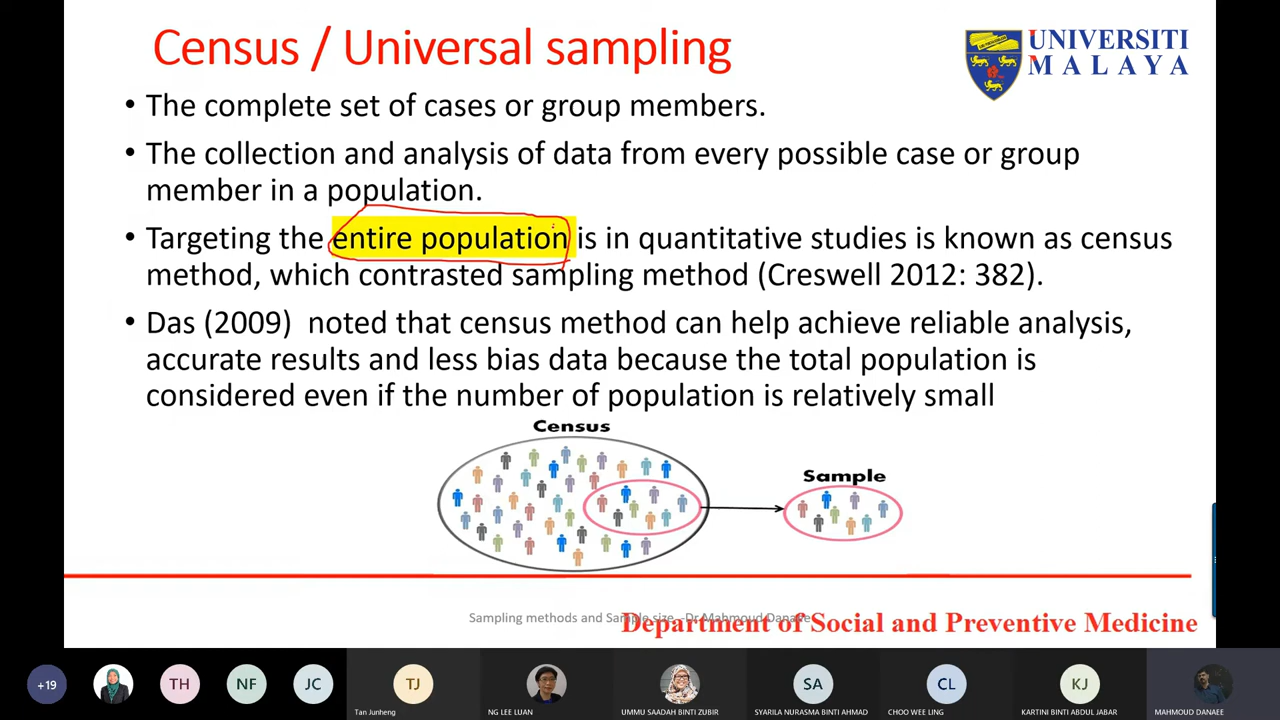 Census / Universal sampling
UNIVERSITI
MALAYA
• The complete set of cases or group members.
• The collection and analysis of data from every possible case or group
member in a population.
• Targeting the entire population is in quantitative studies is known as census
method, which contrasted sampling method (Creswell 2012: 382).
• Das (2009) noted that census method can help achieve reliable analysis,
accurate results and less bias data because the total population is
considered even if the number of population is relatively small
Census
Sample
Sampling methods and Sample size -Dr Mahmoud Danaee
Department of Social and Preventive Medicine
+19
TH
NF
JC
TJ
SA
CL
KJ
Tan Junheng
NG LEE LUAN
UMMU SAADAH BINTI ZUBIR
SYARILA NURASMA BINTI AHMAD
CHOO WEE LING
KARTINI BINTI ABDUL JABAR
MAHMOUD DANAEE